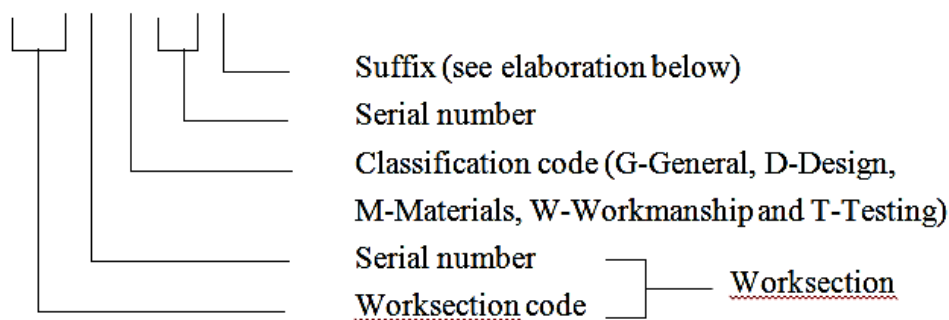 Suffix (see elaboration below)
Serial number
Classification code (G-General, D-Design,
M-Materials, W-Workmanship and T-Testing)
Serial number
Worksection
Worksection code